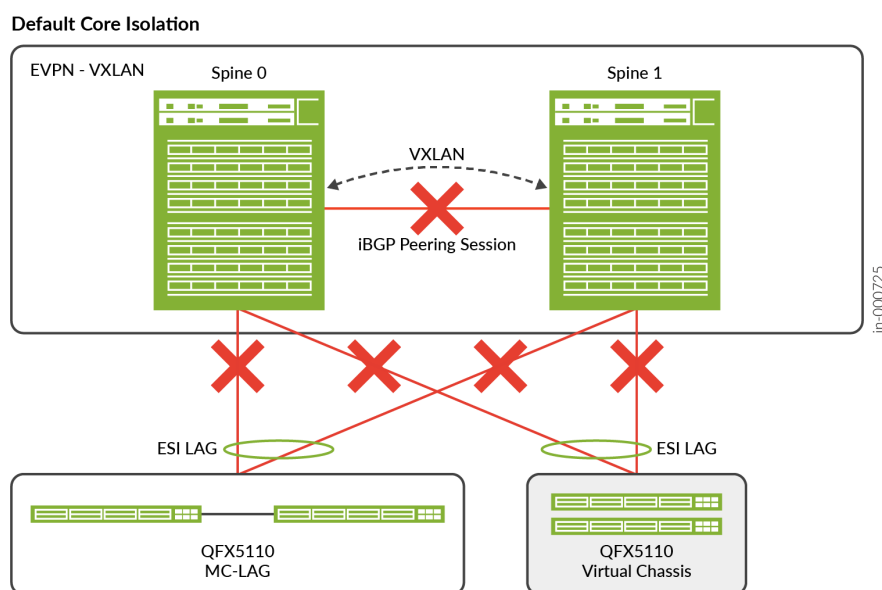 Default Core Isolation
EVPN - VXLAN
Spine 0
Spine 1
VXLAN
iBGP Peering Session
jn-000725
ESI LAG
ESI LAG
QFX5110
MC-LAG
QFX5110
Virtual Chassis